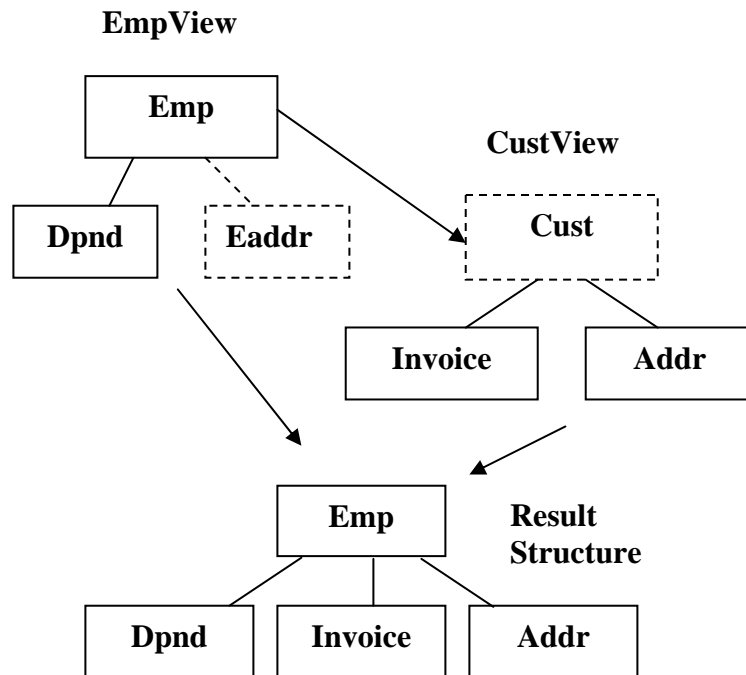 EmpView
Emp
CustView
Dpnd
Eaddr
Cust
Invoice
Addr
Emp
Result
Structure
Dpnd
Invoice
Addr